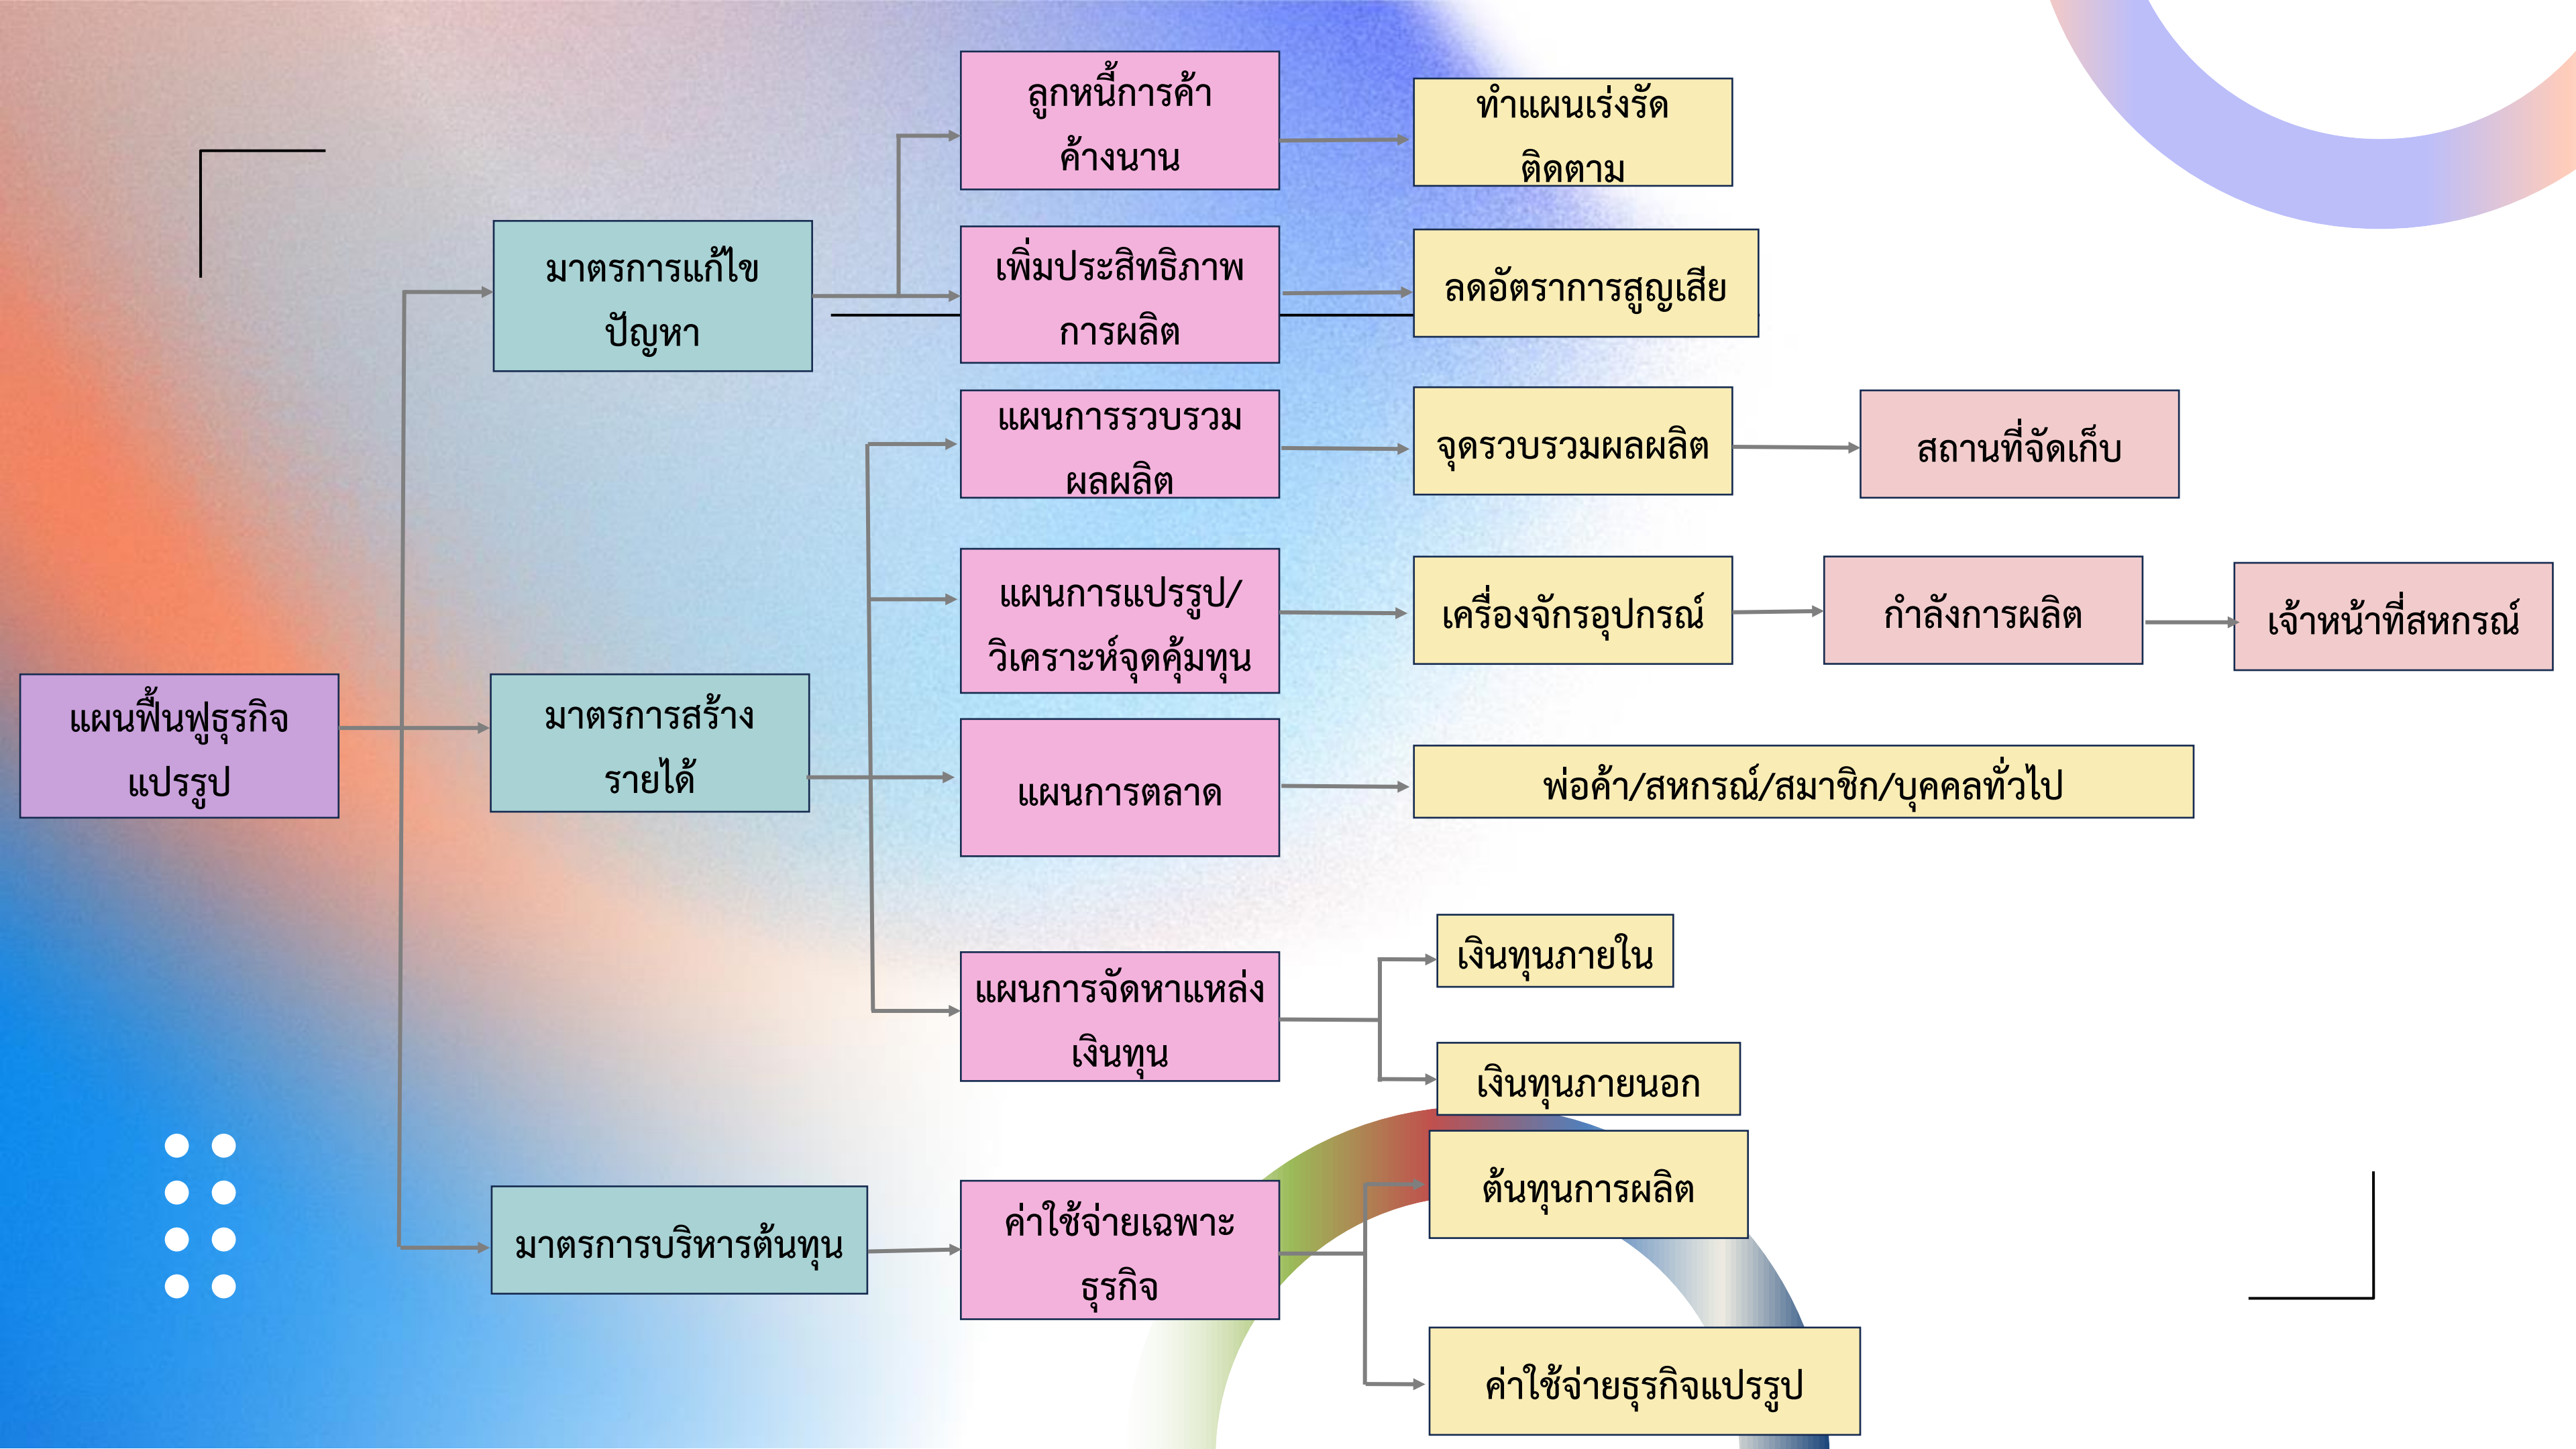 ลูกหนี้การค้า
ค้างนาน
ทำแผนเร่งรัด
ติดตาม
มาตรการแก้ไข
ปัญหา
เพิ่มประสิทธิภาพ
การผลิต
ลดอัตราการสูญเสีย
แผนการรวบรวม
ผลผลิต
จุดรวบรวมผลผลิต
สถานที่จัดเก็บ
แผนการแปรรูป/
วิเคราะห์จุดคุ้มทุน
เครื่องจักรอุปกรณ์
กำลังการผลิต
เจ้าหน้าที่สหกรณ์
แผนฟื้นฟูธุรกิจ
แปรรูป
มาตรการสร้าง
รายได้
แผนการตลาด
พ่อค้า/สหกรณ์/สมาชิก/บุคคลทั่วไป
แผนการจัดหาแหล่ง
เงินทุน
เงินทุนภายใน
เงินทุนภายนอก
มาตรการบริหารต้นทุน
ค่าใช้จ่ายเฉพาะ
ธุรกิจ
ต้นทุนการผลิต
ค่าใช้จ่ายธุรกิจแปรรูป